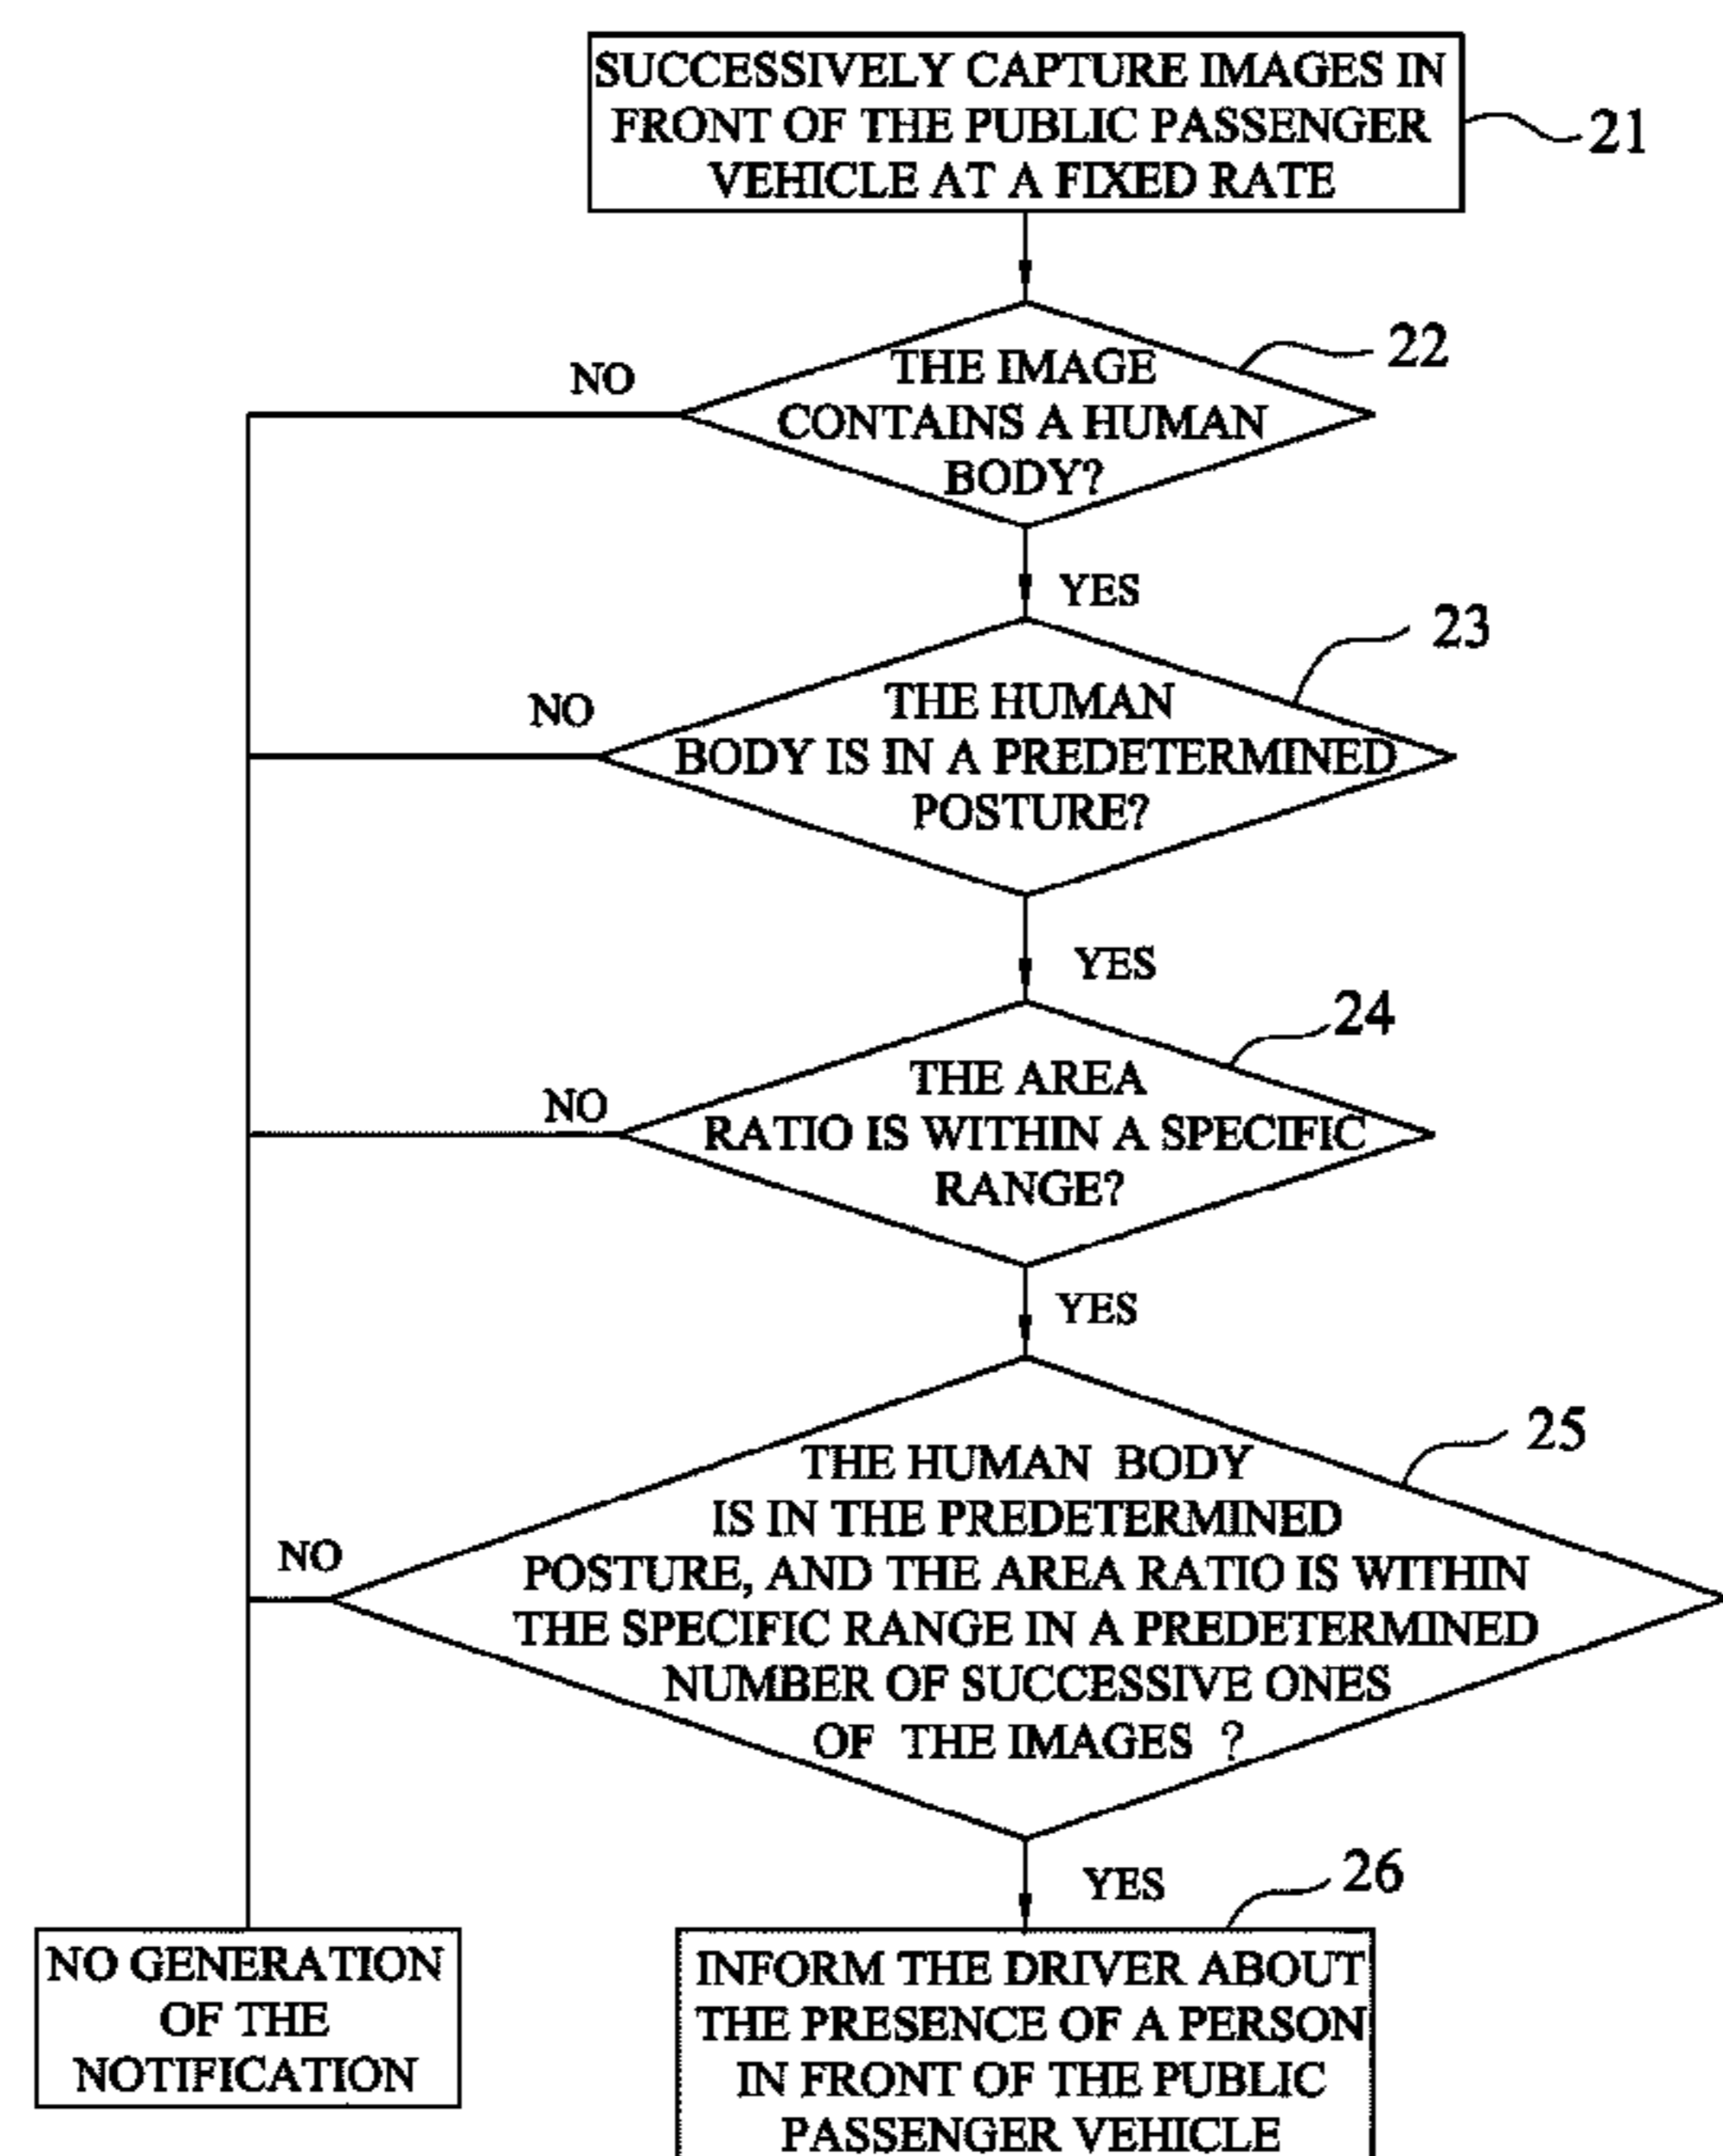 SUCCESSIVELY CAPTURE IMAGES IN
FRONT OF THE PUBLIC PASSENGER
VEHICLE AT A FIXED RATE
21
22
NO
THE IMAGE
CONTAINS A HUMAN
BODY?
YES
23
NO
THE HUMAN
BODY IS IN A PREDETERMINED
POSTURE?
YES
24
NO
THE AREA
RATIO IS WITHIN A SPECIFIC
RANGE?
YES
25
NO
THE HUMAN BODY
IS IN THE PREDETERMINED
POSTURE, AND THE AREA RATIO IS WITHIN
THE SPECIFIC RANGE IN A PREDETERMINED
NUMBER OF SUCCESSIVE ONES
OF THE IMAGES ?
YES
26
NO GENERATION
OF THE
NOTIFICATION
INFORM THE DRIVER ABOUT
THE PRESENCE OF A PERSON
IN FRONT OF THE PUBLIC
PASSENGER VEHICLE